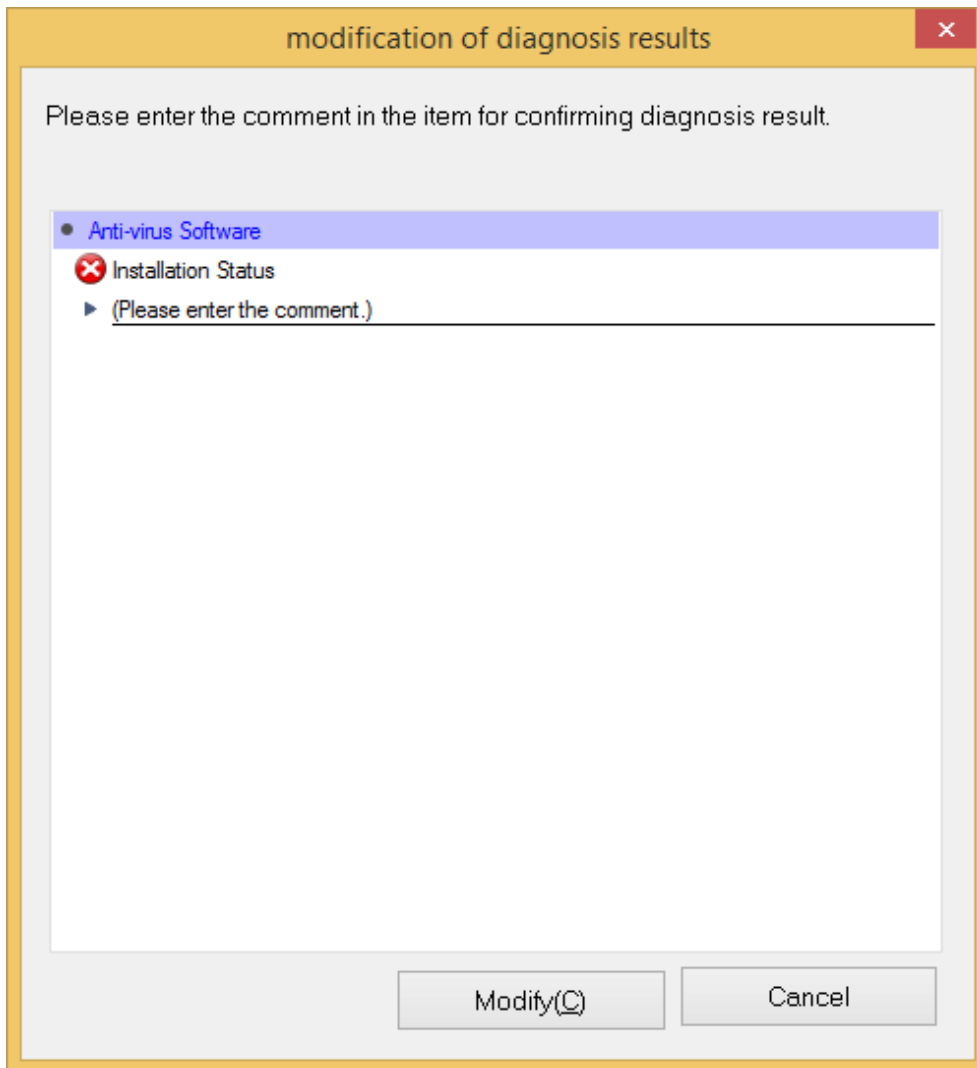 modification of diagnosis results
Please enter the comment in the item for confirming diagnosis result.
Anti-virus Software
Installation Status
(Please enter the comment.)
Modify(C)
Cancel